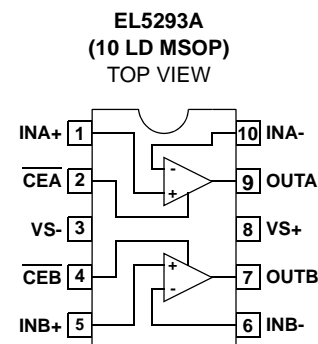 EL5293A
(10 LD MSOP)
TOP VIEW
INA+ 1 10 INA-
CEA 2 9 OUTA
VS- 3 8 VS+
CEB 4 7 OUTB
INB+ 5 6 INB-
-
+
+
-